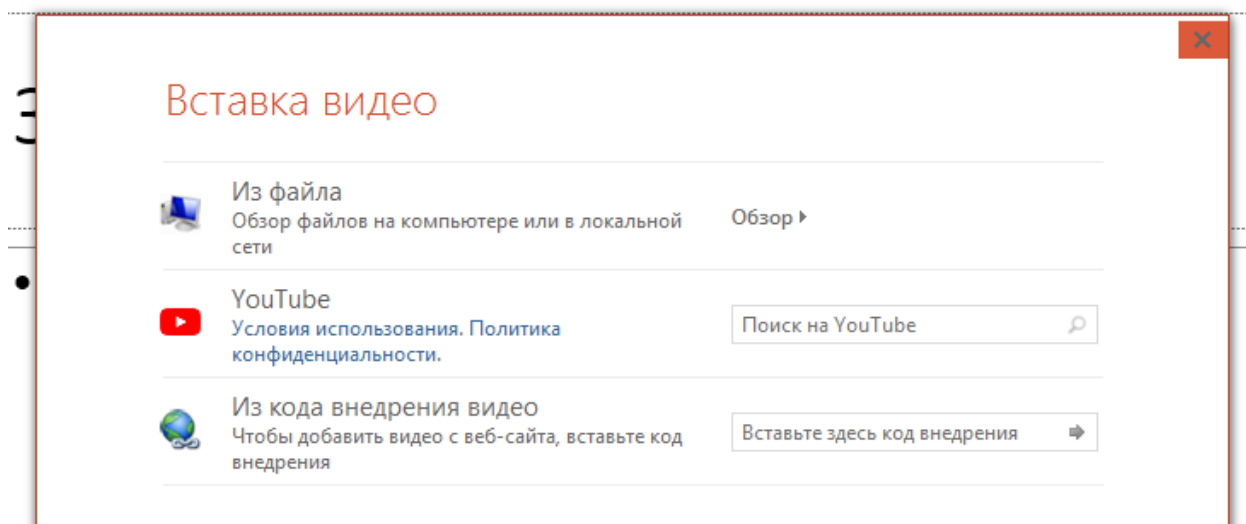 Вставка видео
Из файла
Обзор файлов на компьютере или в локальной
сети
Обзор
YouTube
Условия использования. Политика
конфиденциальности.
Поиск на YouTube
Из кода внедрения видео
Чтобы добавить видео с веб-сайта, вставьте код
внедрения
Вставьте здесь код внедрения